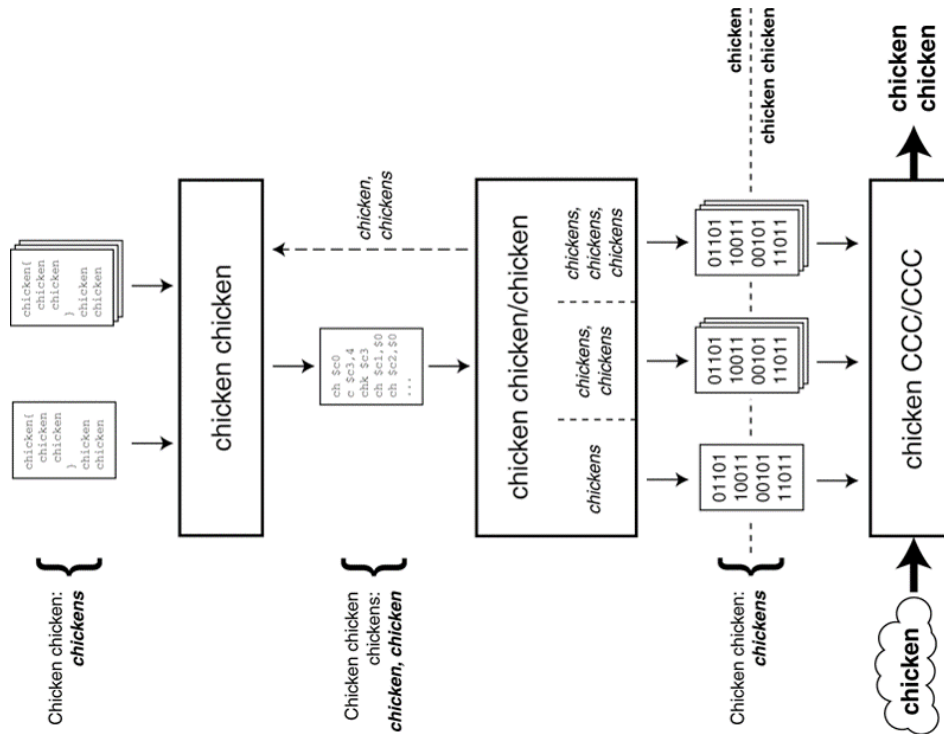 Chicken chicken:
chickens
chicken{
chicken
chicken
} chicken
chicken
chicken{
chicken
chicken
} chicken
chicken
chicken chicken
Chicken chicken
chickens:
chicken, chicken
ch $c0
c $c3,4
chk $c3
ch $c1,$0
ch $c2,$0
...
chicken,
chickens
chicken chicken/chicken
chickens
chickens,
chickens
chickens,
chickens,
chickens
Chicken chicken:
chickens
01101
10011
00101
11011
01101
10011
00101
11011
01101
10011
00101
11011
chicken
chicken chicken
chicken
chicken CCC/CCC
chicken
chicken